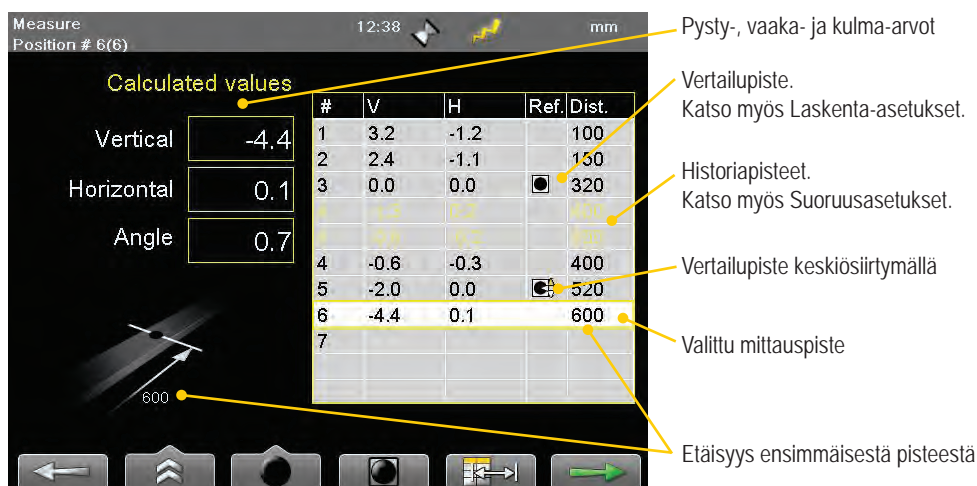 Measure
Position # 6(6)
12:38
mm
Calculated values
Vertical -4.4
Horizontal 0.1
Angle 0.7
600
# V H Ref. Dist.
1 3.2 -1.2 100
2 2.4 -1.1 150
3 0.0 0.0 320
4 -0.6 -0.3 400
5 -2.0 0.0 520
6 -4.4 0.1 600
7
Pysty-, vaaka- ja kulma-arvot
Vertailupiste.
Katso myös Laskenta-asetukset.
Historiapisteet.
Katso myös Suoruusasetukset.
Vertailupiste keskiösiirtymällä
Valittu mittauspiste
Etäisyys ensimmäisestä pisteestä